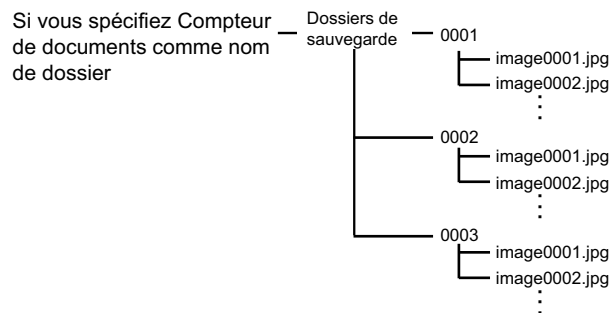 Si vous spécifiez Compteur
de documents comme nom
de dossier
Dossiers de
sauvegarde
0001
image0001.jpg
image0002.jpg
0002
image0001.jpg
image0002.jpg
0003
image0001.jpg
image0002.jpg